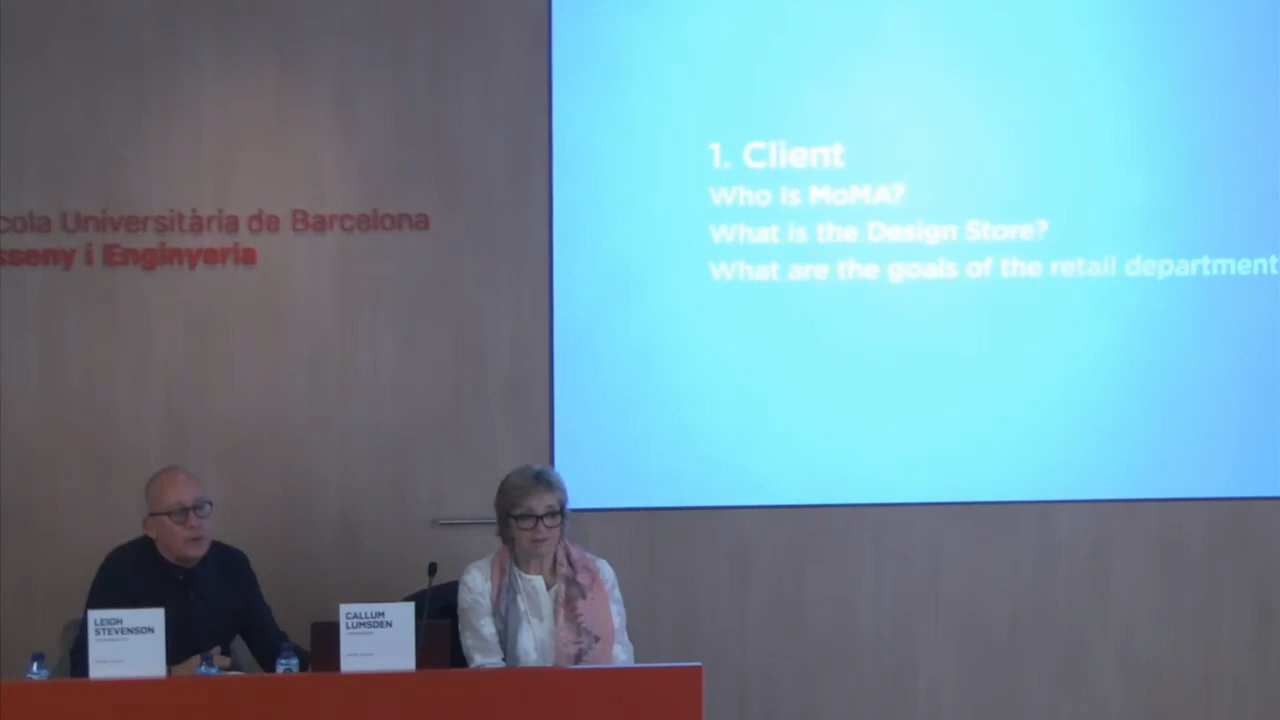 cola Universitària de Barcelona
sseny i Enginyeria
1. Client
Who is MoMA?
What is the Design Store?
What are the goals of the retail department
LEIGH
STEVENSON
CALLUM
LUMSDEN